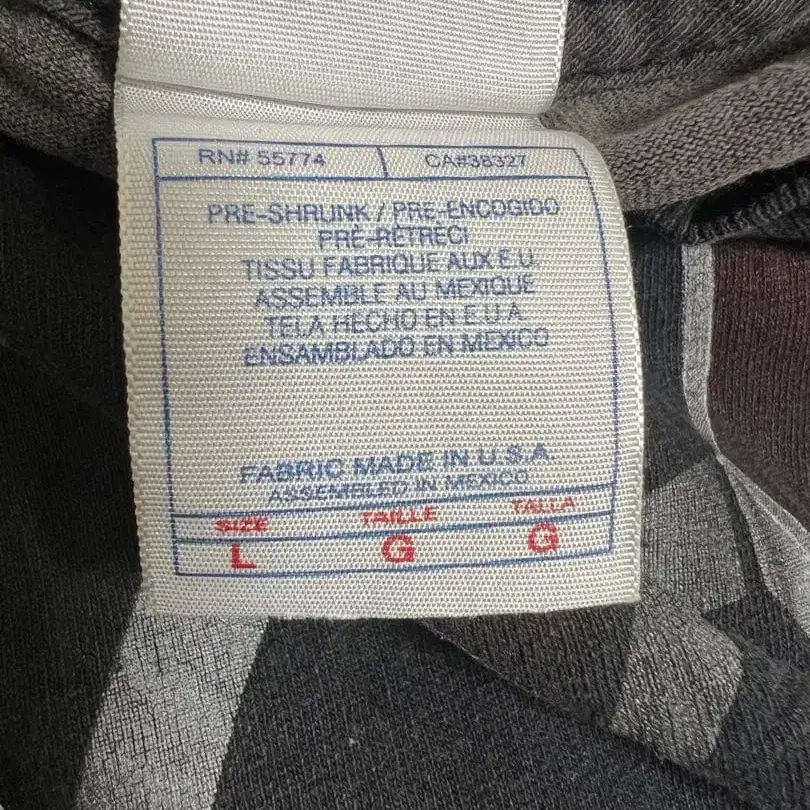 RN# 55774 CA#38327
PRE-SHRUNK / PRE-ENCOGIDO
PRÉ-RÉTRÉCI
TISSU FABRIQUE AUX E.U.
ASSEMBLE AU MEXIQUE
TELA HECHO EN E.U.A.
ENSAMBLADO EN MEXICO
FABRIC MADE IN U.S.A.
ASSEMBLED IN MEXICO
SIZE TAILLE TALLA
L G G